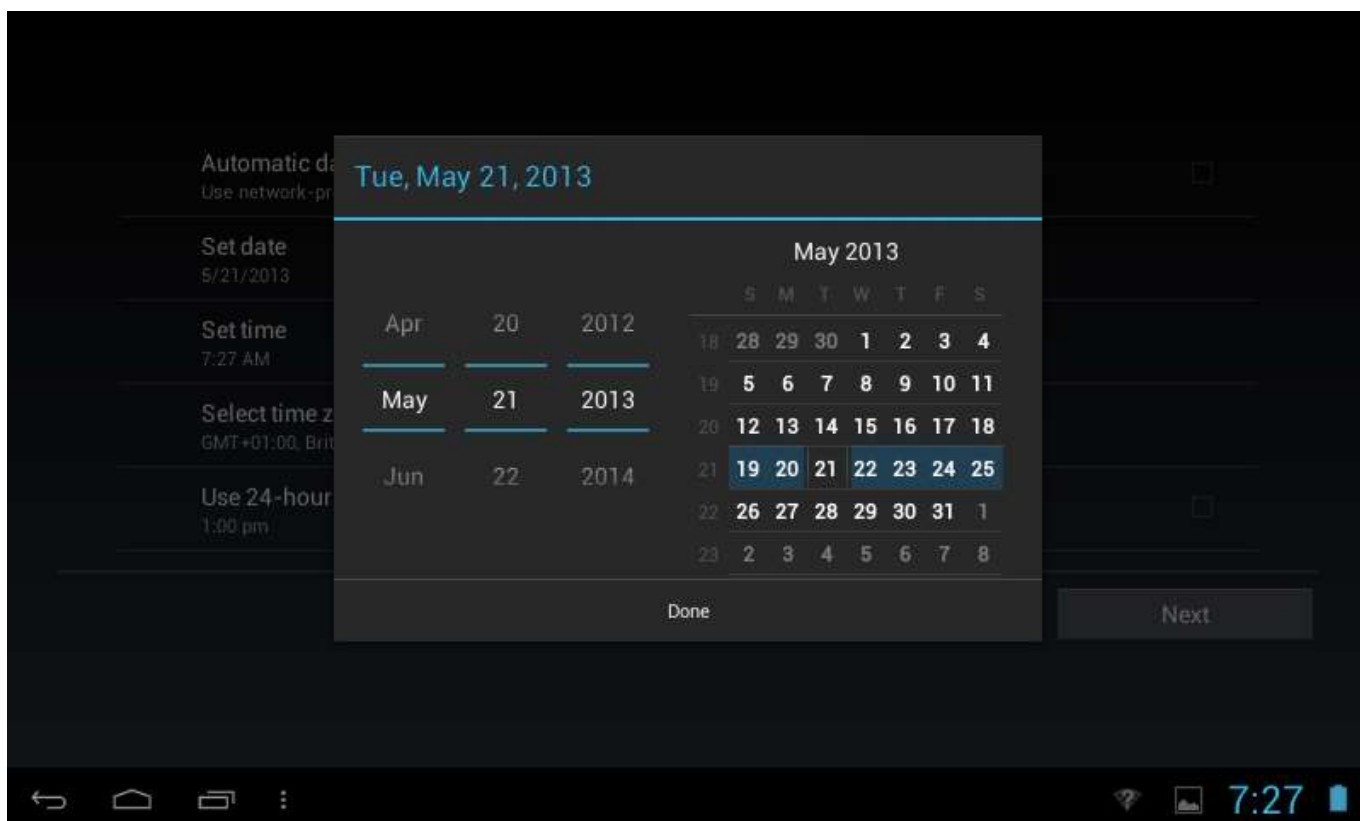 Automatic da
Use network-pr
Set date
5/21/2013
Set time
7:27 AM
Select time z
GMT+01:00, Brit
Use 24-hour
1:00 pm
Tue, May 21, 2013
Apr 20 2012
May 21 2013
Jun 22 2014
May 2013
S M T W T F S
18 28 29 30 1 2 3 4
19 5 6 7 8 9 10 11
20 12 13 14 15 16 17 18
21 19 20 21 22 23 24 25
22 26 27 28 29 30 31 1
23 2 3 4 5 6 7 8
Done
Next
7:27